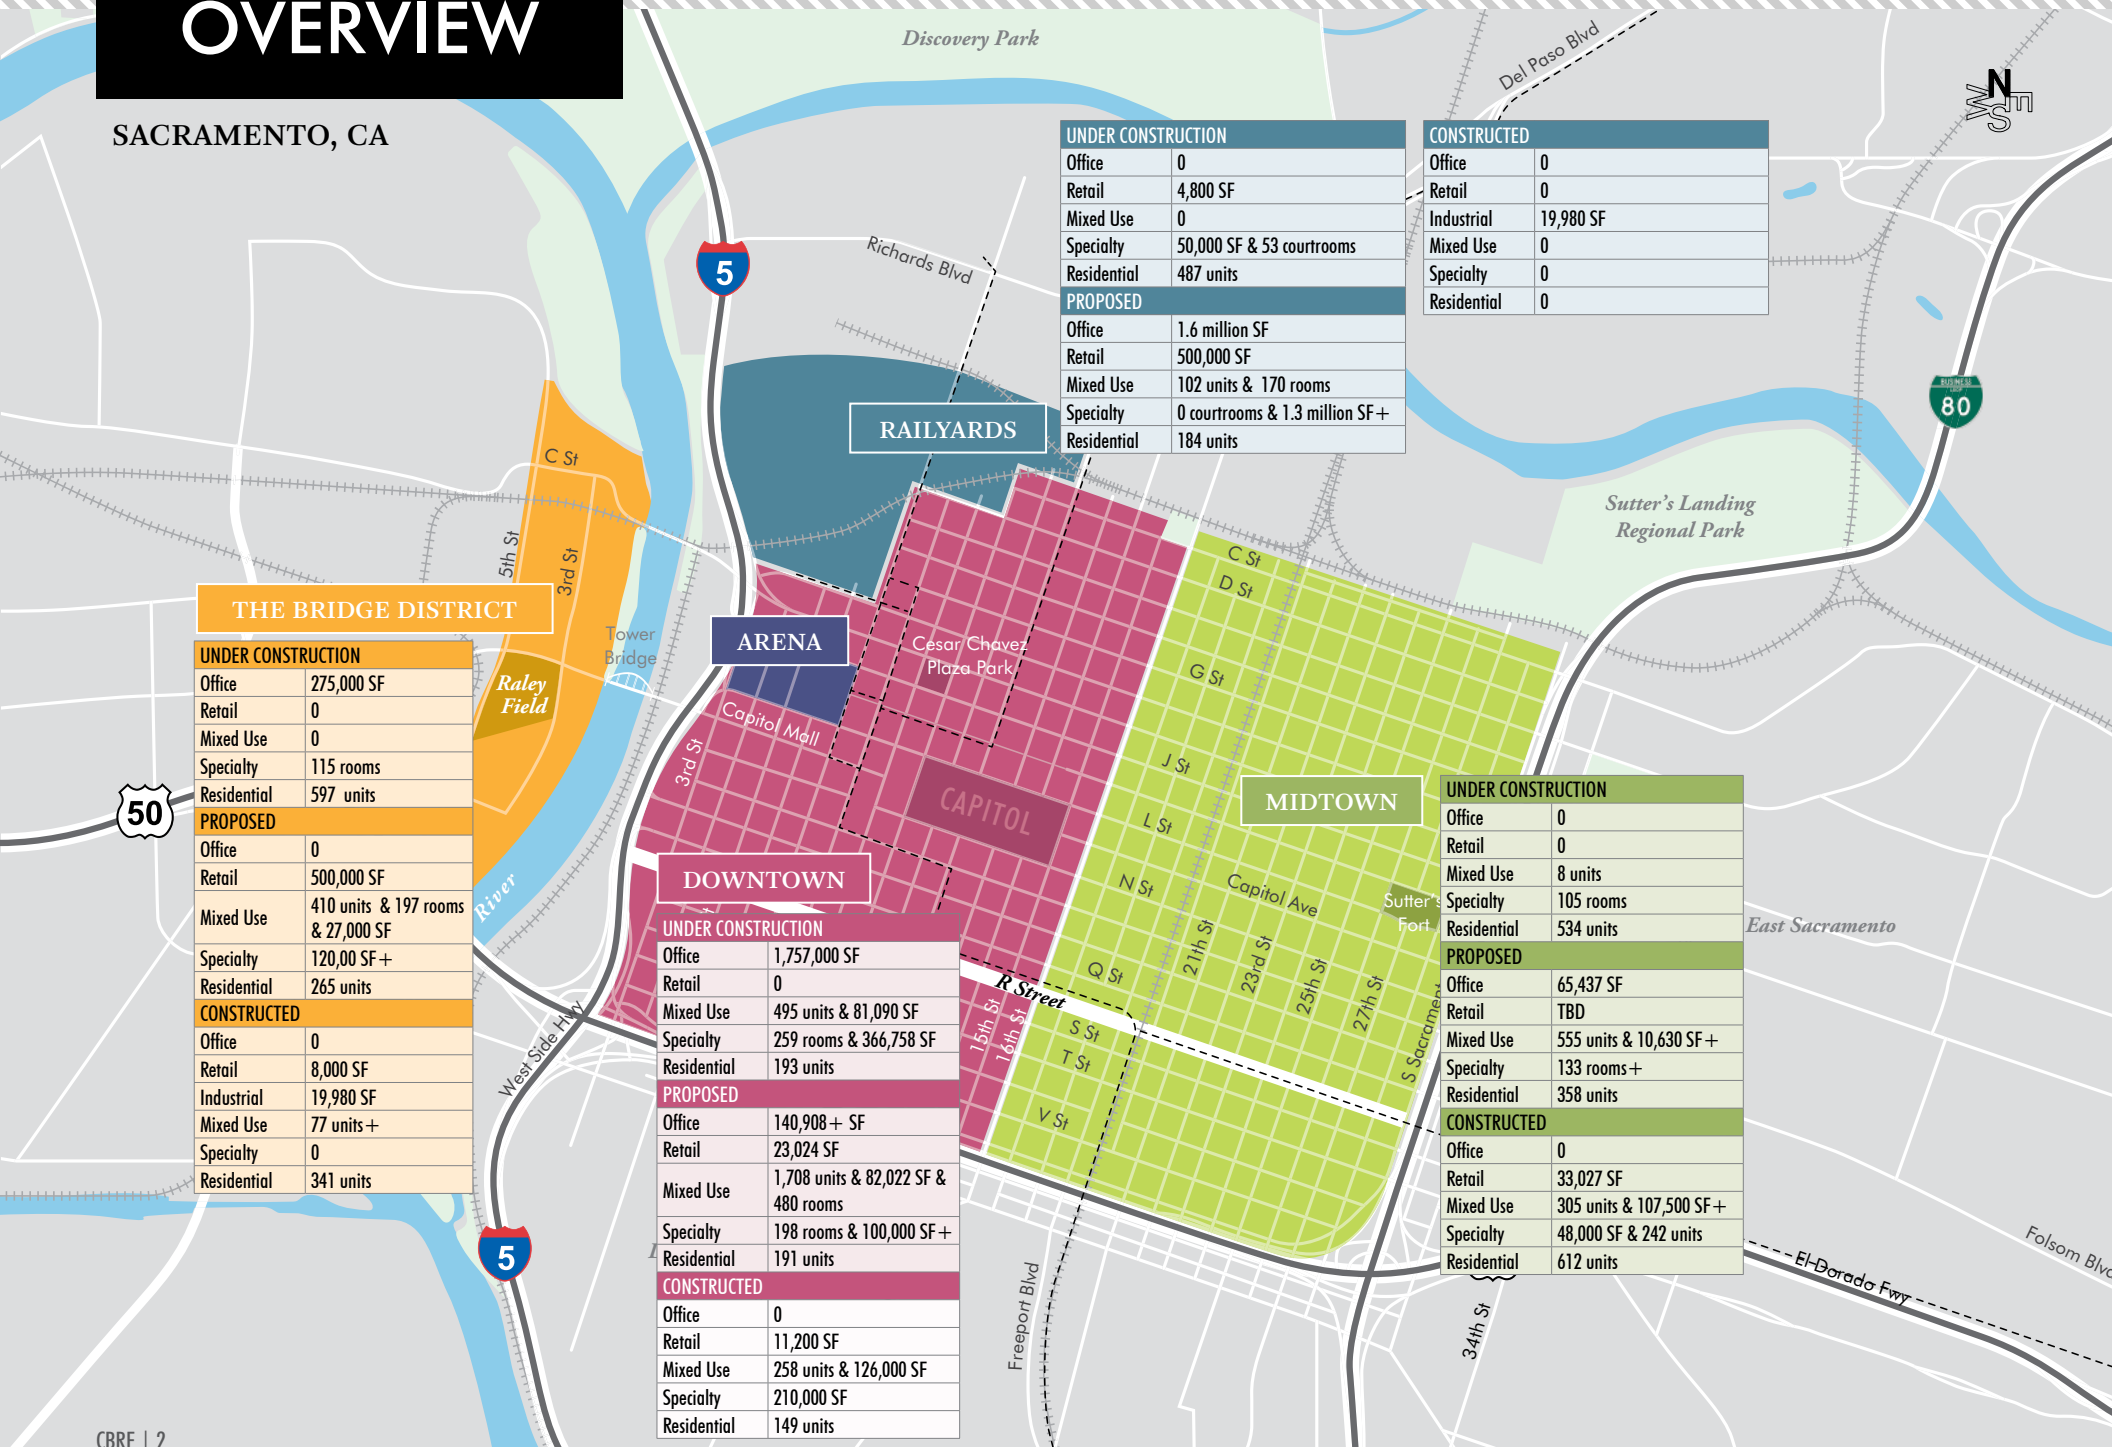 OVERVIEW
SACRAMENTO, CA
Discovery Park
Del Paso Blvd
N
E
S
W
Richards Blvd
5
UNDER CONSTRUCTION
Office 0
Retail 4,800 SF
Mixed Use 0
Specialty 50,000 SF & 53 courtrooms
Residential 487 units
PROPOSED
Office 1.6 million SF
Retail 500,000 SF
Mixed Use 102 units & 170 rooms
Specialty 0 courtrooms & 1.3 million SF+
Residential 184 units
CONSTRUCTED
Office 0
Retail 0
Industrial 19,980 SF
Mixed Use 0
Specialty 0
Residential 0
BUSINESS
LOOP
80
RAILYARDS
Sutter's Landing
Regional Park
C St
5th St
3rd St
THE BRIDGE DISTRICT
Tower
Bridge
Raley
Field
UNDER CONSTRUCTION
Office 275,000 SF
Retail 0
Mixed Use 0
Specialty 115 rooms
Residential 597 units
PROPOSED
Office 0
Retail 500,000 SF
Mixed Use 410 units & 197 rooms
& 27,000 SF
Specialty 120,00 SF+
Residential 265 units
CONSTRUCTED
Office 0
Retail 8,000 SF
Industrial 19,980 SF
Mixed Use 77 units+
Specialty 0
Residential 341 units
50
River
West Side Hwy
5
ARENA
Cesar Chavez
Plaza Park
Capitol Mall
3rd St
CAPITOL
DOWNTOWN
UNDER CONSTRUCTION
Office 1,757,000 SF
Retail 0
Mixed Use 495 units & 81,090 SF
Specialty 259 rooms & 366,758 SF
Residential 193 units
PROPOSED
Office 140,908+ SF
Retail 23,024 SF
Mixed Use 1,708 units & 82,022 SF &
480 rooms
Specialty 198 rooms & 100,000 SF+
Residential 191 units
CONSTRUCTED
Office 0
Retail 11,200 SF
Mixed Use 258 units & 126,000 SF
Specialty 210,000 SF
Residential 149 units
R Street
15th St
16th St
C St
D St
G St
J St
L St
N St
Q St
S St
T St
V St
Capitol Ave
21th St
23rd St
25th St
27th St
MIDTOWN
Sutter's
Fort
S Sacrament
UNDER CONSTRUCTION
Office 0
Retail 0
Mixed Use 8 units
Specialty 105 rooms
Residential 534 units
PROPOSED
Office 65,437 SF
Retail TBD
Mixed Use 555 units & 10,630 SF+
Specialty 133 rooms+
Residential 358 units
CONSTRUCTED
Office 0
Retail 33,027 SF
Mixed Use 305 units & 107,500 SF+
Specialty 48,000 SF & 242 units
Residential 612 units
East Sacramento
Folsom Blvd
El Dorado Fwy
34th St
Freeport Blvd
CBRE | 2